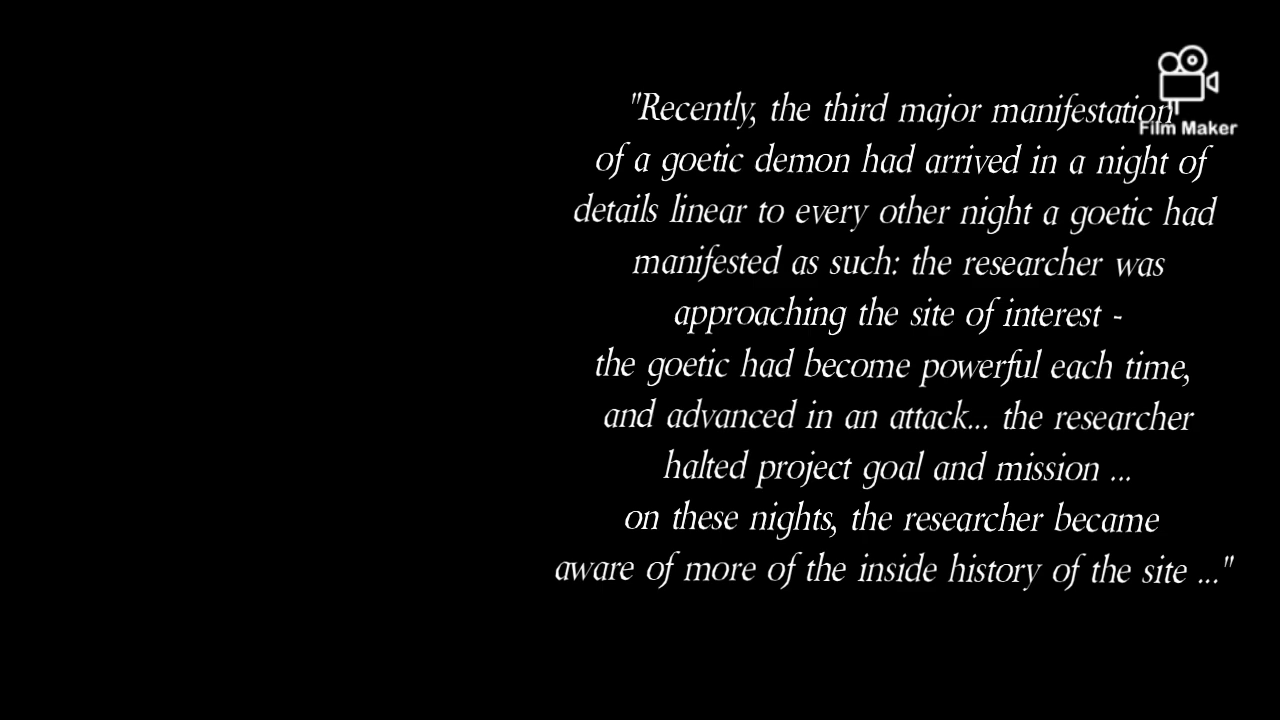 "Recently, the third major manifestation
of a goetic demon had arrived in a night of
details linear to every other night a goetic had
manifested as such: the researcher was
approaching the site of interest -
the goetic had become powerful each time,
and advanced in an attack... the researcher
halted project goal and mission ...
on these nights, the researcher became
aware of more of the inside history of the site ..."
Film Maker